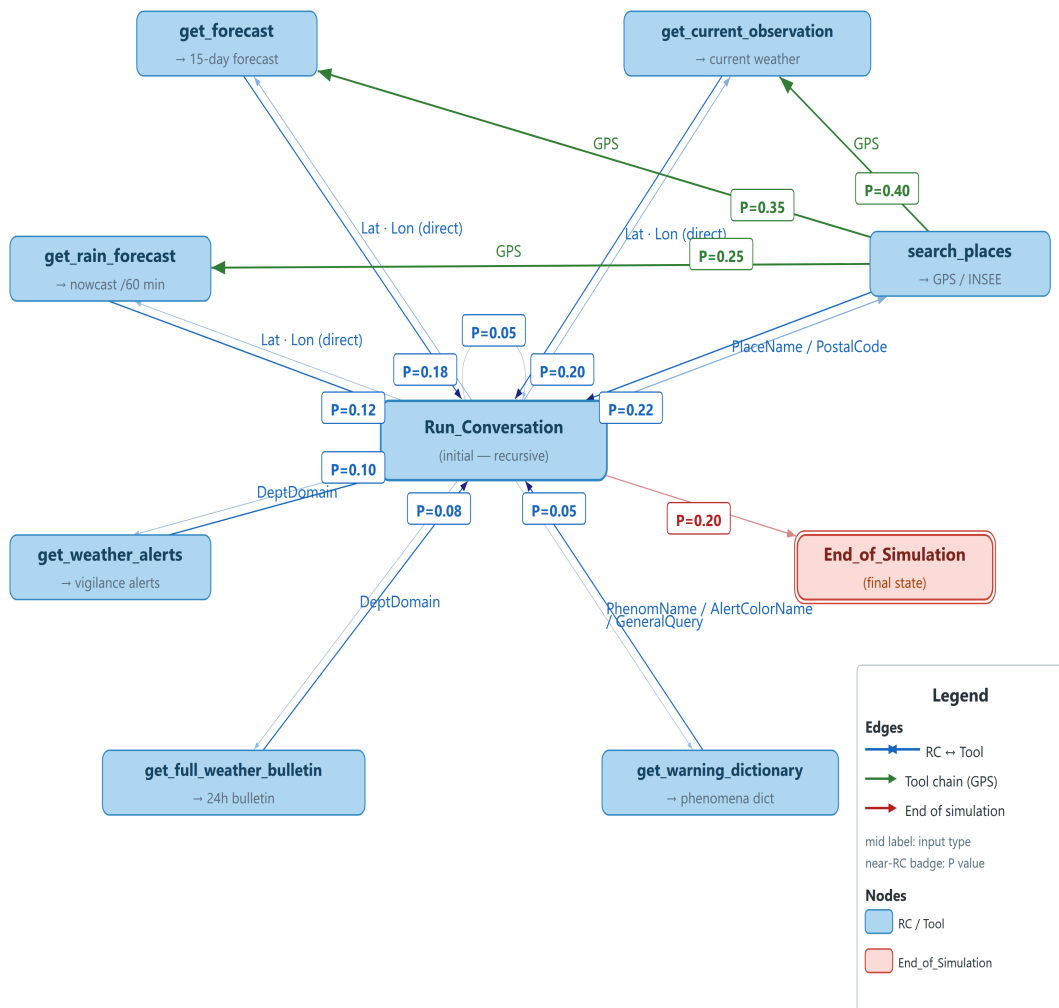 get_forecast
→ 15-day forecast
get_current_observation
→ current weather
GPS
GPS
P=0.40
P=0.35
Lat · Lon (direct)
Lat · Lon (direct)
get_rain_forecast
→ nowcast /60 min
GPS
P=0.25
search_places
→ GPS / INSEE
P=0.05
Lat · Lon (direct)
PlaceName / PostalCode
P=0.18
P=0.20
P=0.12
P=0.22
Run_Conversation
(initial — recursive)
P=0.10
DeptDomain
P=0.08
P=0.05
P=0.20
get_weather_alerts
→ vigilance alerts
End_of_Simulation
(final state)
DeptDomain
PhenomName / AlertColorName
/ GeneralQuery
get_full_weather_bulletin
→ 24h bulletin
get_warning_dictionary
→ phenomena dict
Legend
Edges
RC ↔ Tool
Tool chain (GPS)
End of simulation
mid label: input type
near-RC badge: P value
Nodes
RC / Tool
End_of_Simulation